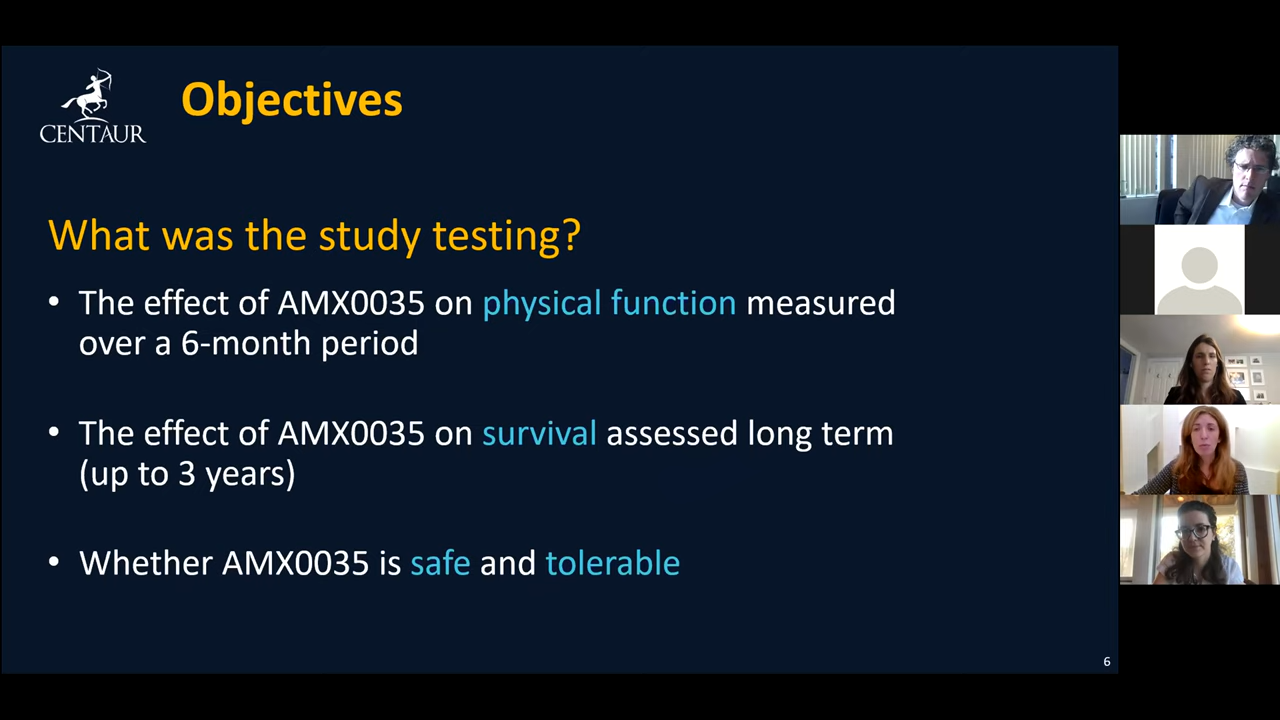 CENTAUR
Objectives
What was the study testing?
• The effect of AMX0035 on physical function measured
over a 6-month period
• The effect of AMX0035 on survival assessed long term
(up to 3 years)
• Whether AMX0035 is safe and tolerable
6